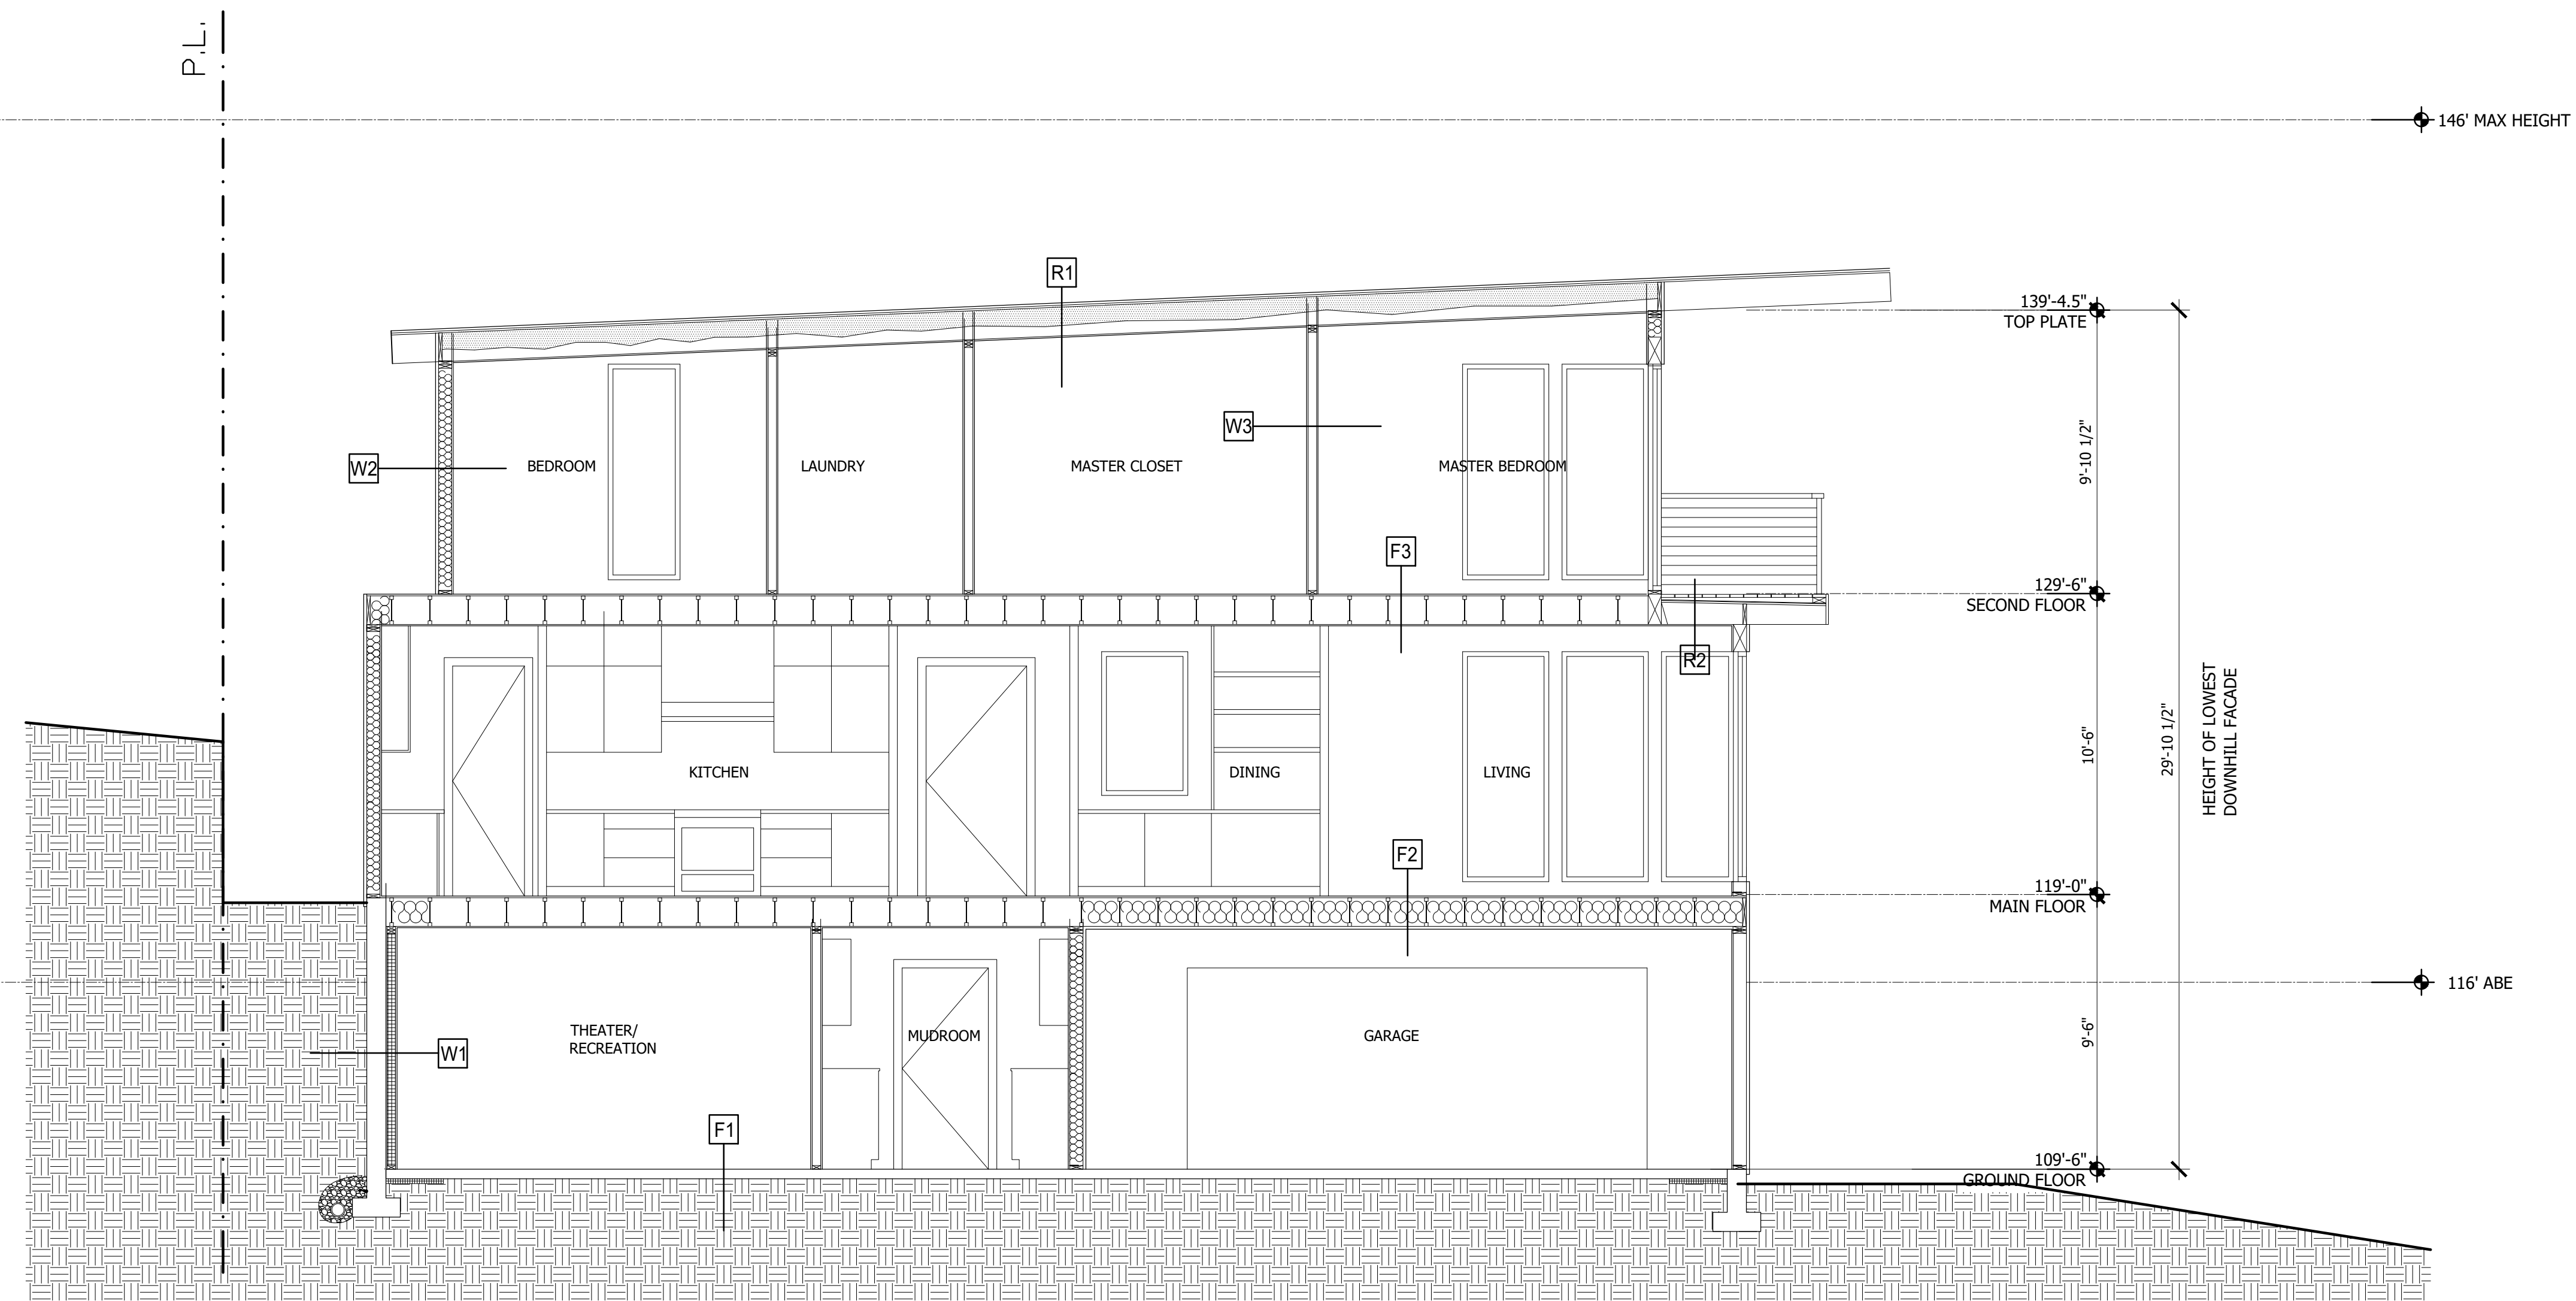 P.L.
146' MAX HEIGHT
R1
139'-4.5"
TOP PLATE
W3
W2
BEDROOM
LAUNDRY
MASTER CLOSET
MASTER BEDROOM
9'-10 1/2"
F3
129'-6"
SECOND FLOOR
R2
KITCHEN
DINING
LIVING
10'-6"
29'-10 1/2"
HEIGHT OF LOWEST
DOWNHILL FACADE
F2
119'-0"
MAIN FLOOR
116' ABE
THEATER/
RECREATION
MUDROOM
GARAGE
9'-6"
W1
F1
109'-6"
GROUND FLOOR